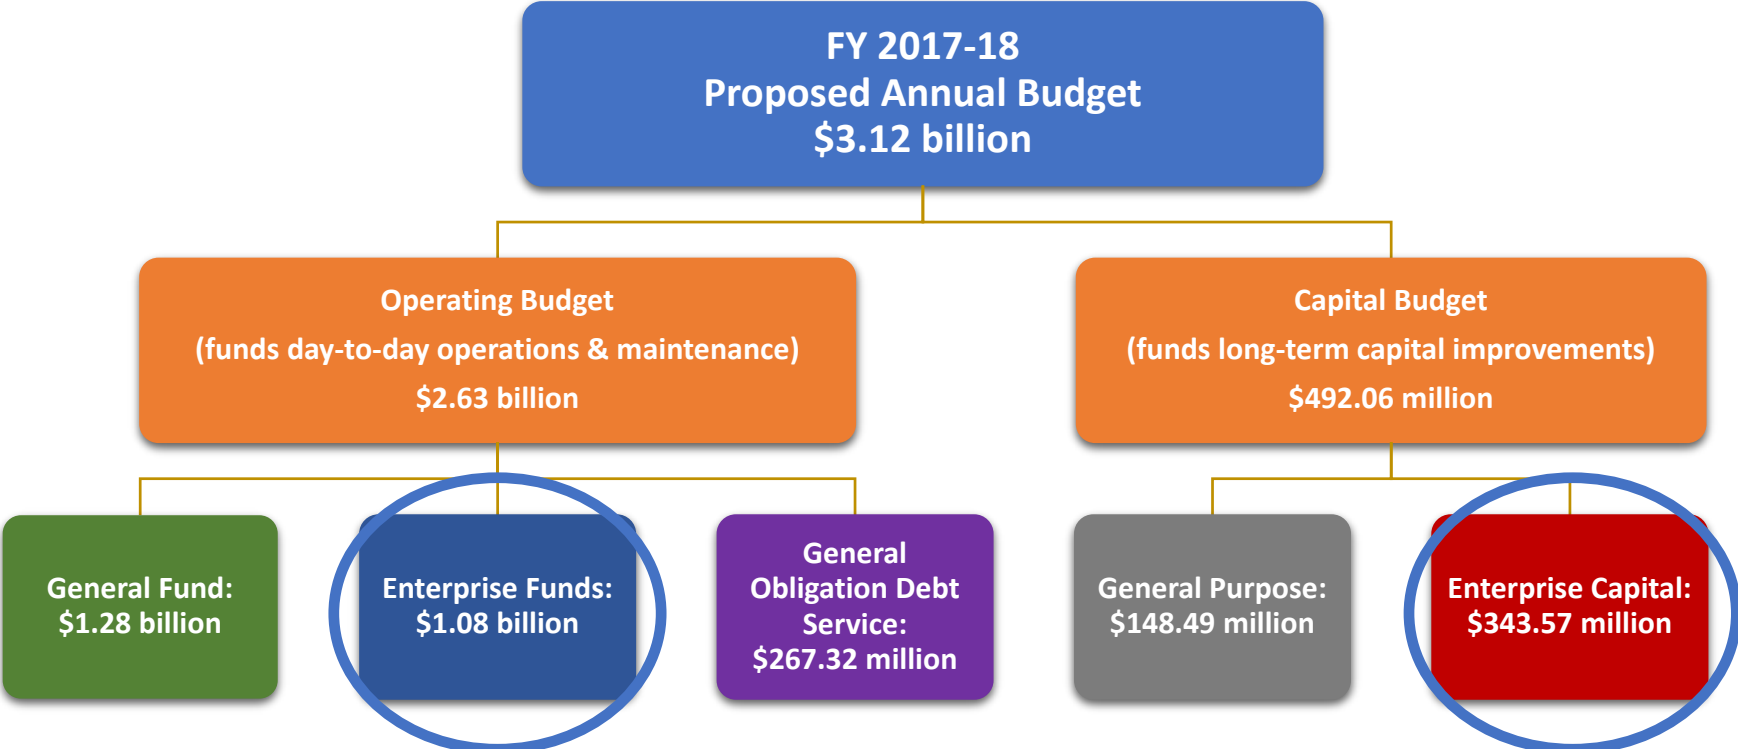 FY 2017-18
Proposed Annual Budget
$3.12 billion
Operating Budget
(funds day-to-day operations & maintenance)
$2.63 billion
Capital Budget
(funds long-term capital improvements)
$492.06 million
General Fund:
$1.28 billion
Enterprise Funds:
$1.08 billion
General
Obligation Debt
Service:
$267.32 million
General Purpose:
$148.49 million
Enterprise Capital:
$343.57 million